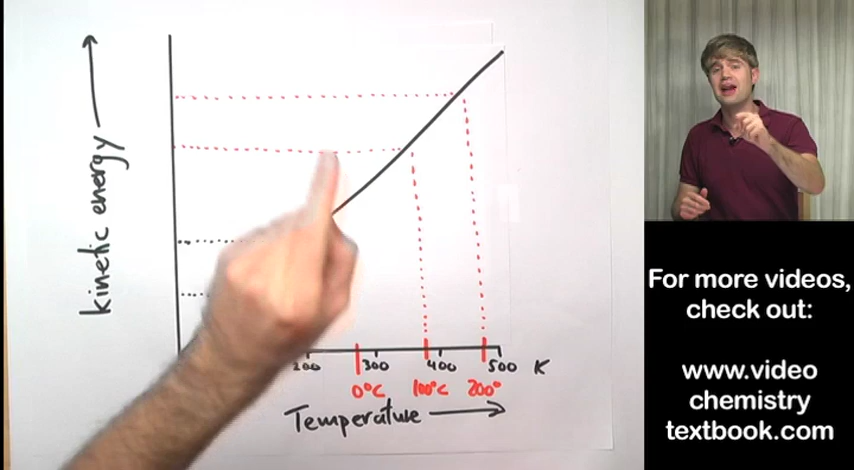 kinetic energy
200 300 400 500 K
0°C 100°C 200°
Temperature
For more videos,
check out:
www.video
chemistry
textbook.com